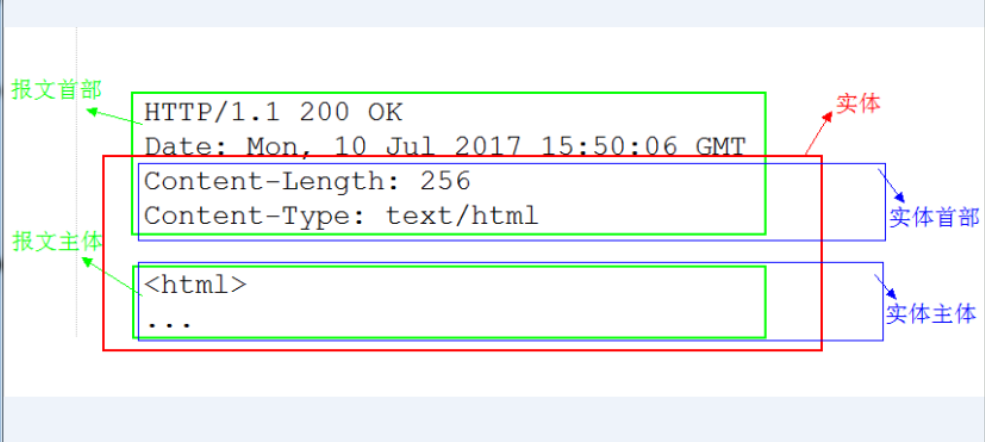 报文首部
实体
HTTP/1.1 200 OK
Date: Mon, 10 Jul 2017 15:50:06 GMT
Content-Length: 256
Content-Type: text/html
实体首部
报文主体
<html>
...
实体主体